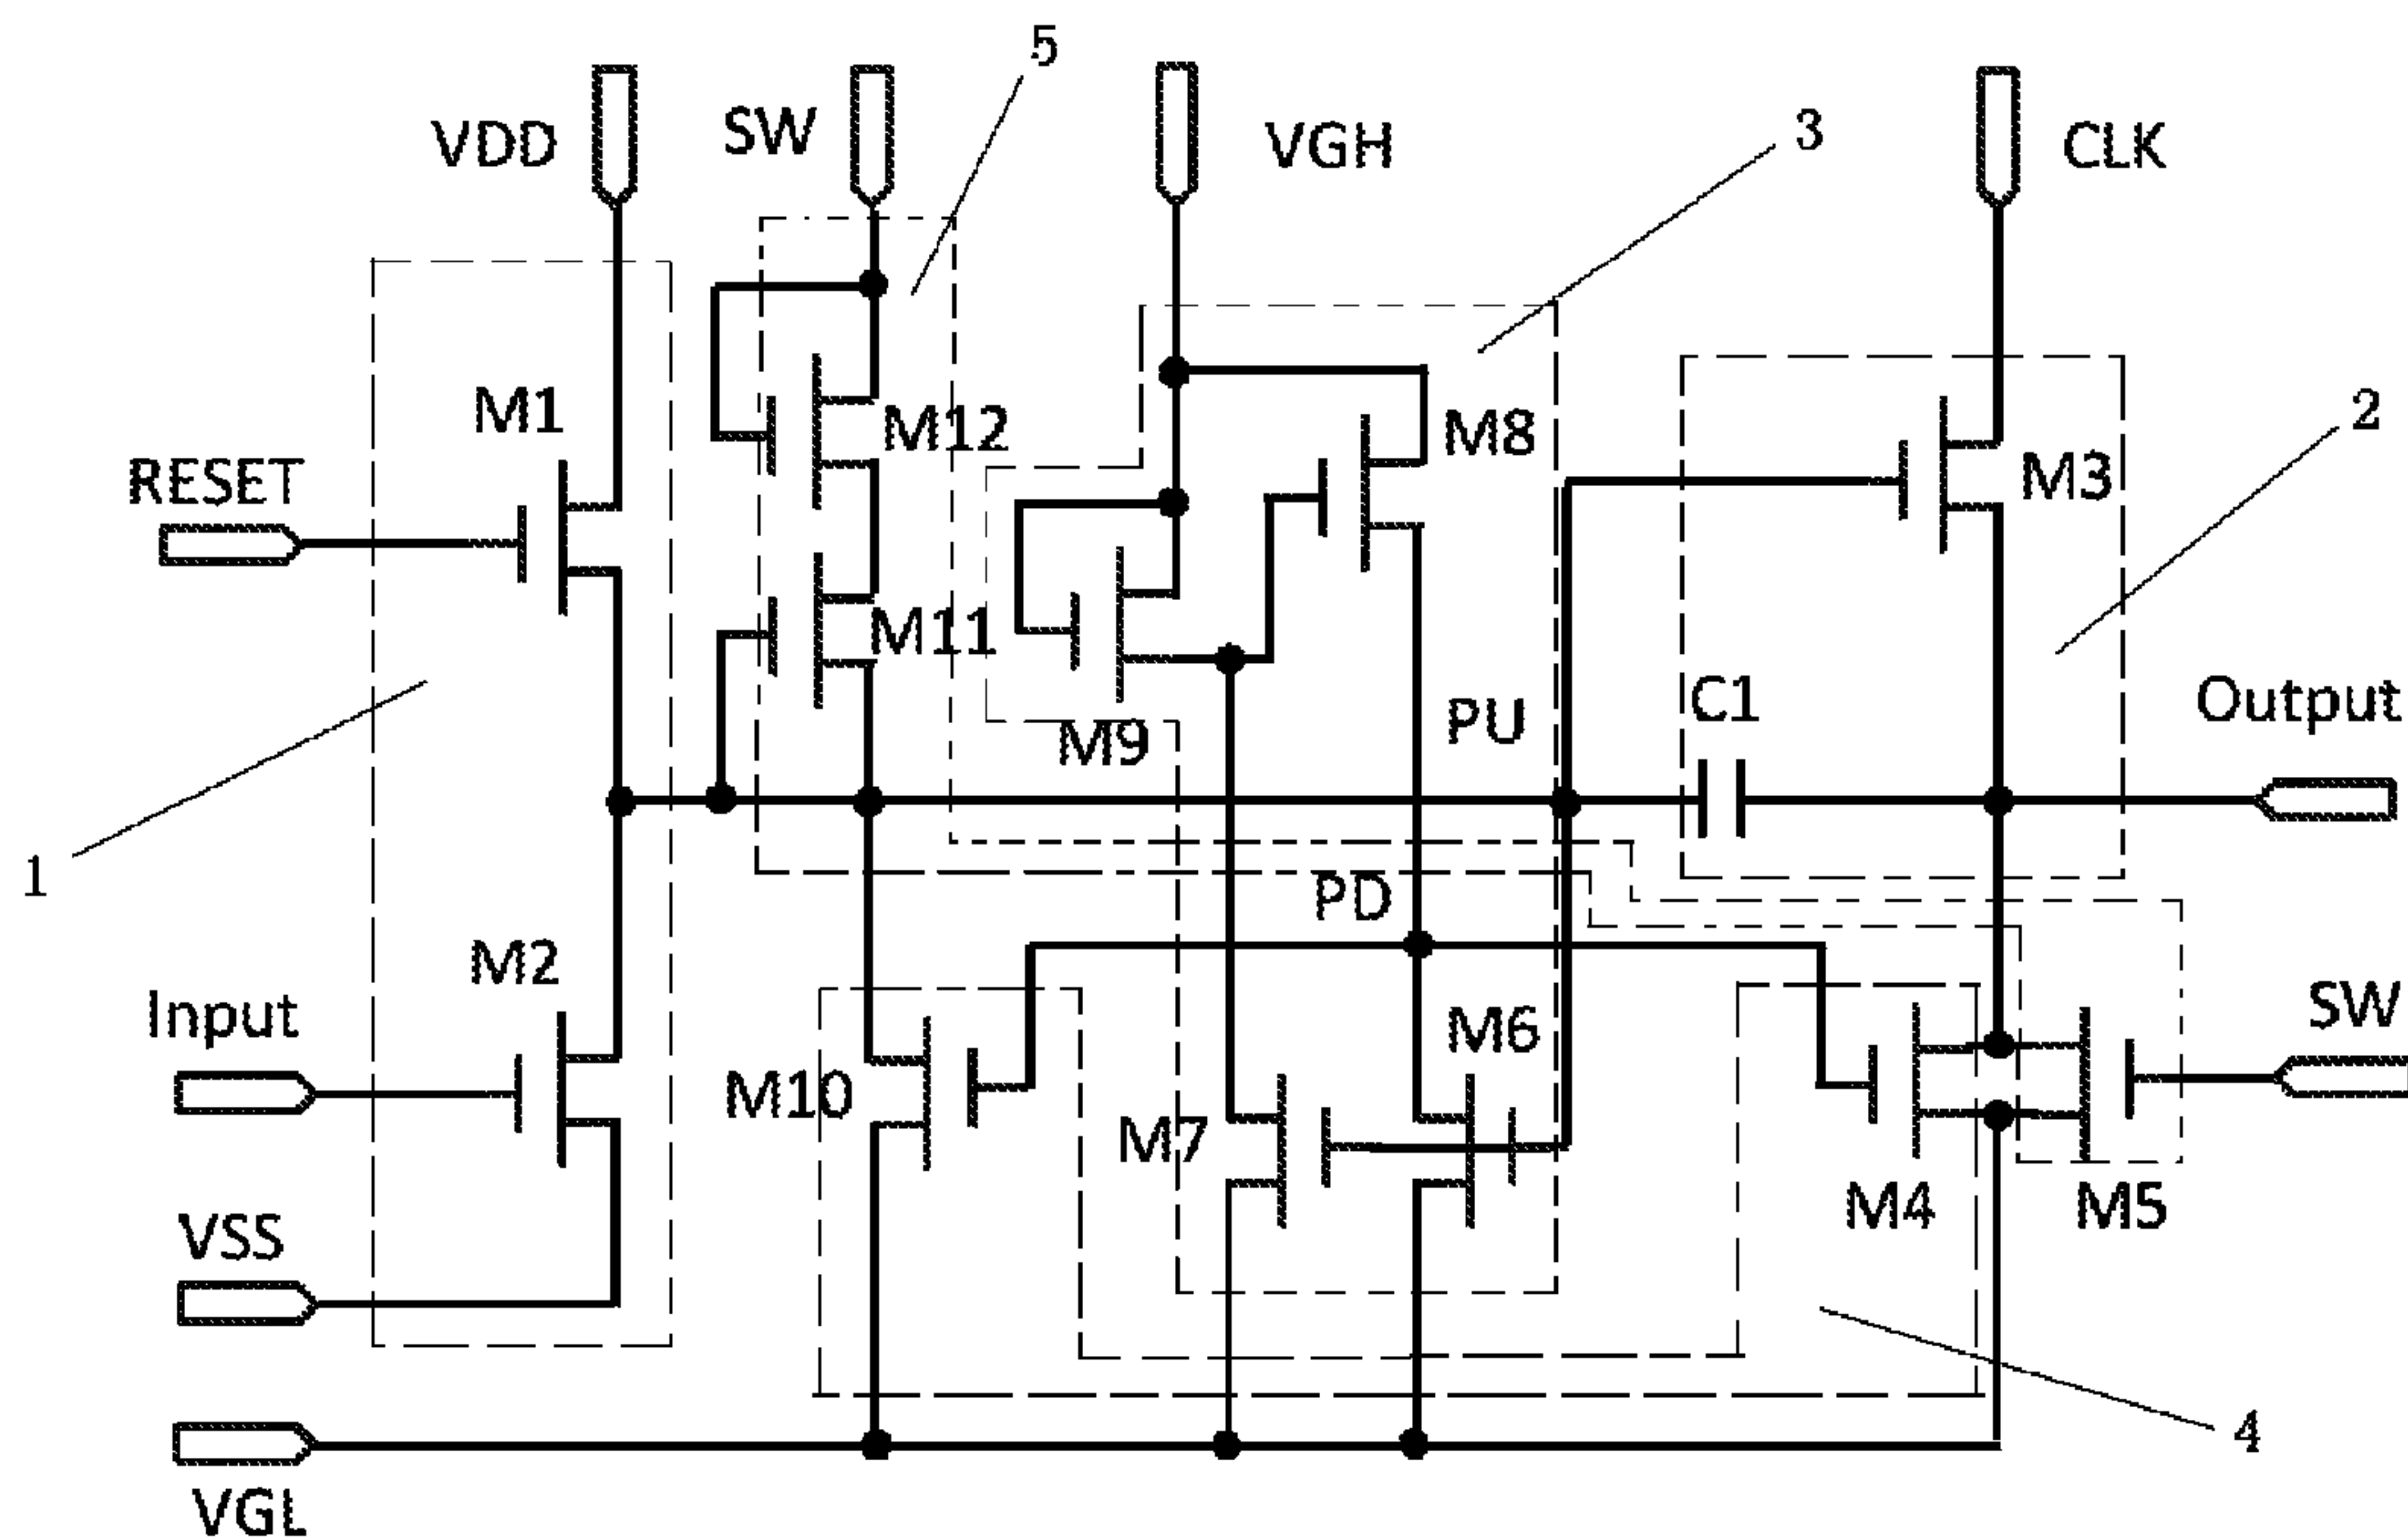 5
VDD
SW
VGH
3
CLK
M1
M12
M8
2
RESET
M3
M11
C1
PU
Output
M9
1
PD
M2
Input
SW
M6
M10
M7
M4
M5
VSS
4
VGL